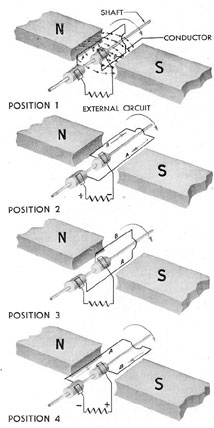 SHAFT
N
CONDUCTOR
S
POSITION 1
EXTERNAL CIRCUIT
N
B
A
S
+ -
POSITION 2
N
B
A
S
POSITION 3
N
A
B
S
- +
POSITION 4